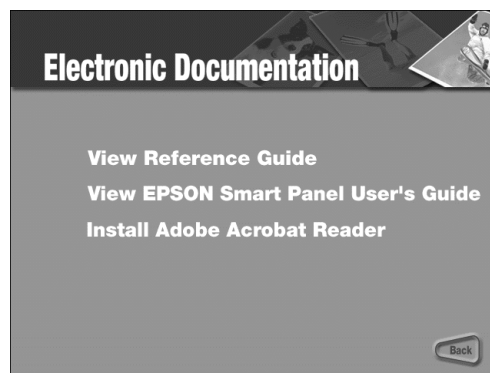 Electronic Documentation
View Reference Guide
View EPSON Smart Panel User's Guide
Install Adobe Acrobat Reader
Back